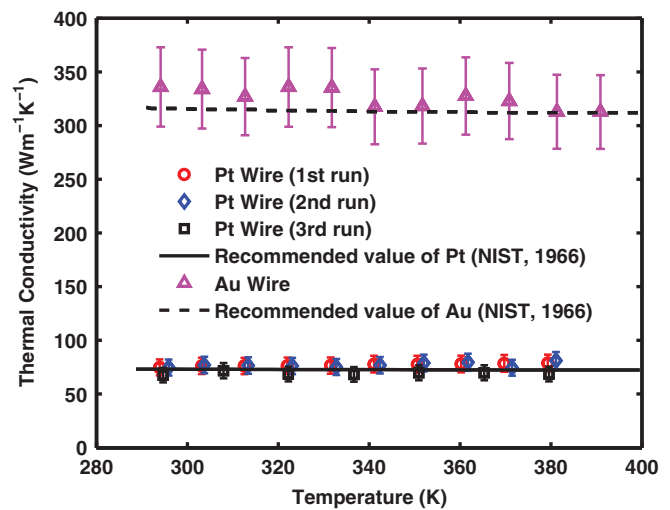 400
350
300
250
200
150
100
50
0
Thermal Conductivity (Wm⁻¹K⁻¹)
Pt Wire (1st run)
Pt Wire (2nd run)
Pt Wire (3rd run)
Recommended value of Pt (NIST, 1966)
Au Wire
Recommended value of Au (NIST, 1966)
280 300 320 340 360 380 400
Temperature (K)